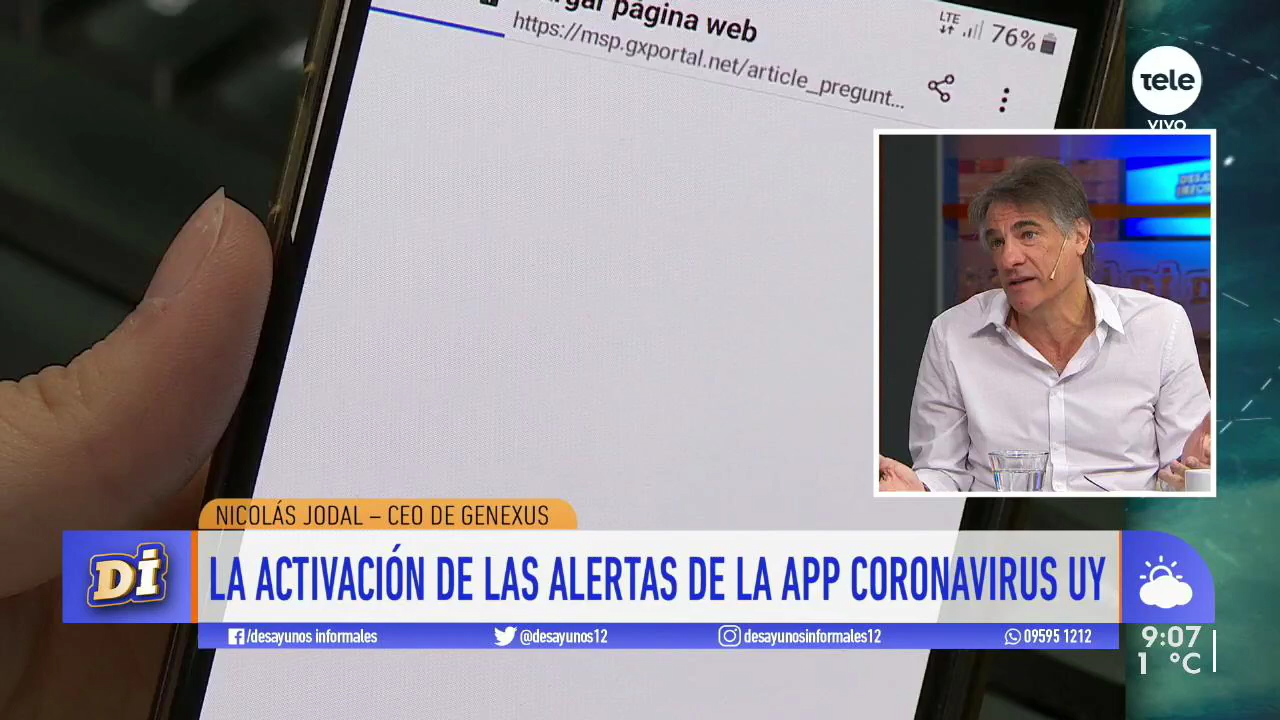 gar página web
https://msp.gxportal.net/article_pregunt...
LTE
76%
tele
VIVO
NICOLÁS JODAL – CEO DE GENEXUS
Di
LA ACTIVACIÓN DE LAS ALERTAS DE LA APP CORONAVIRUS UY
/desayunos informales
@desayunos12
desayunosinformales12
09595 1212
9:07
1 °C